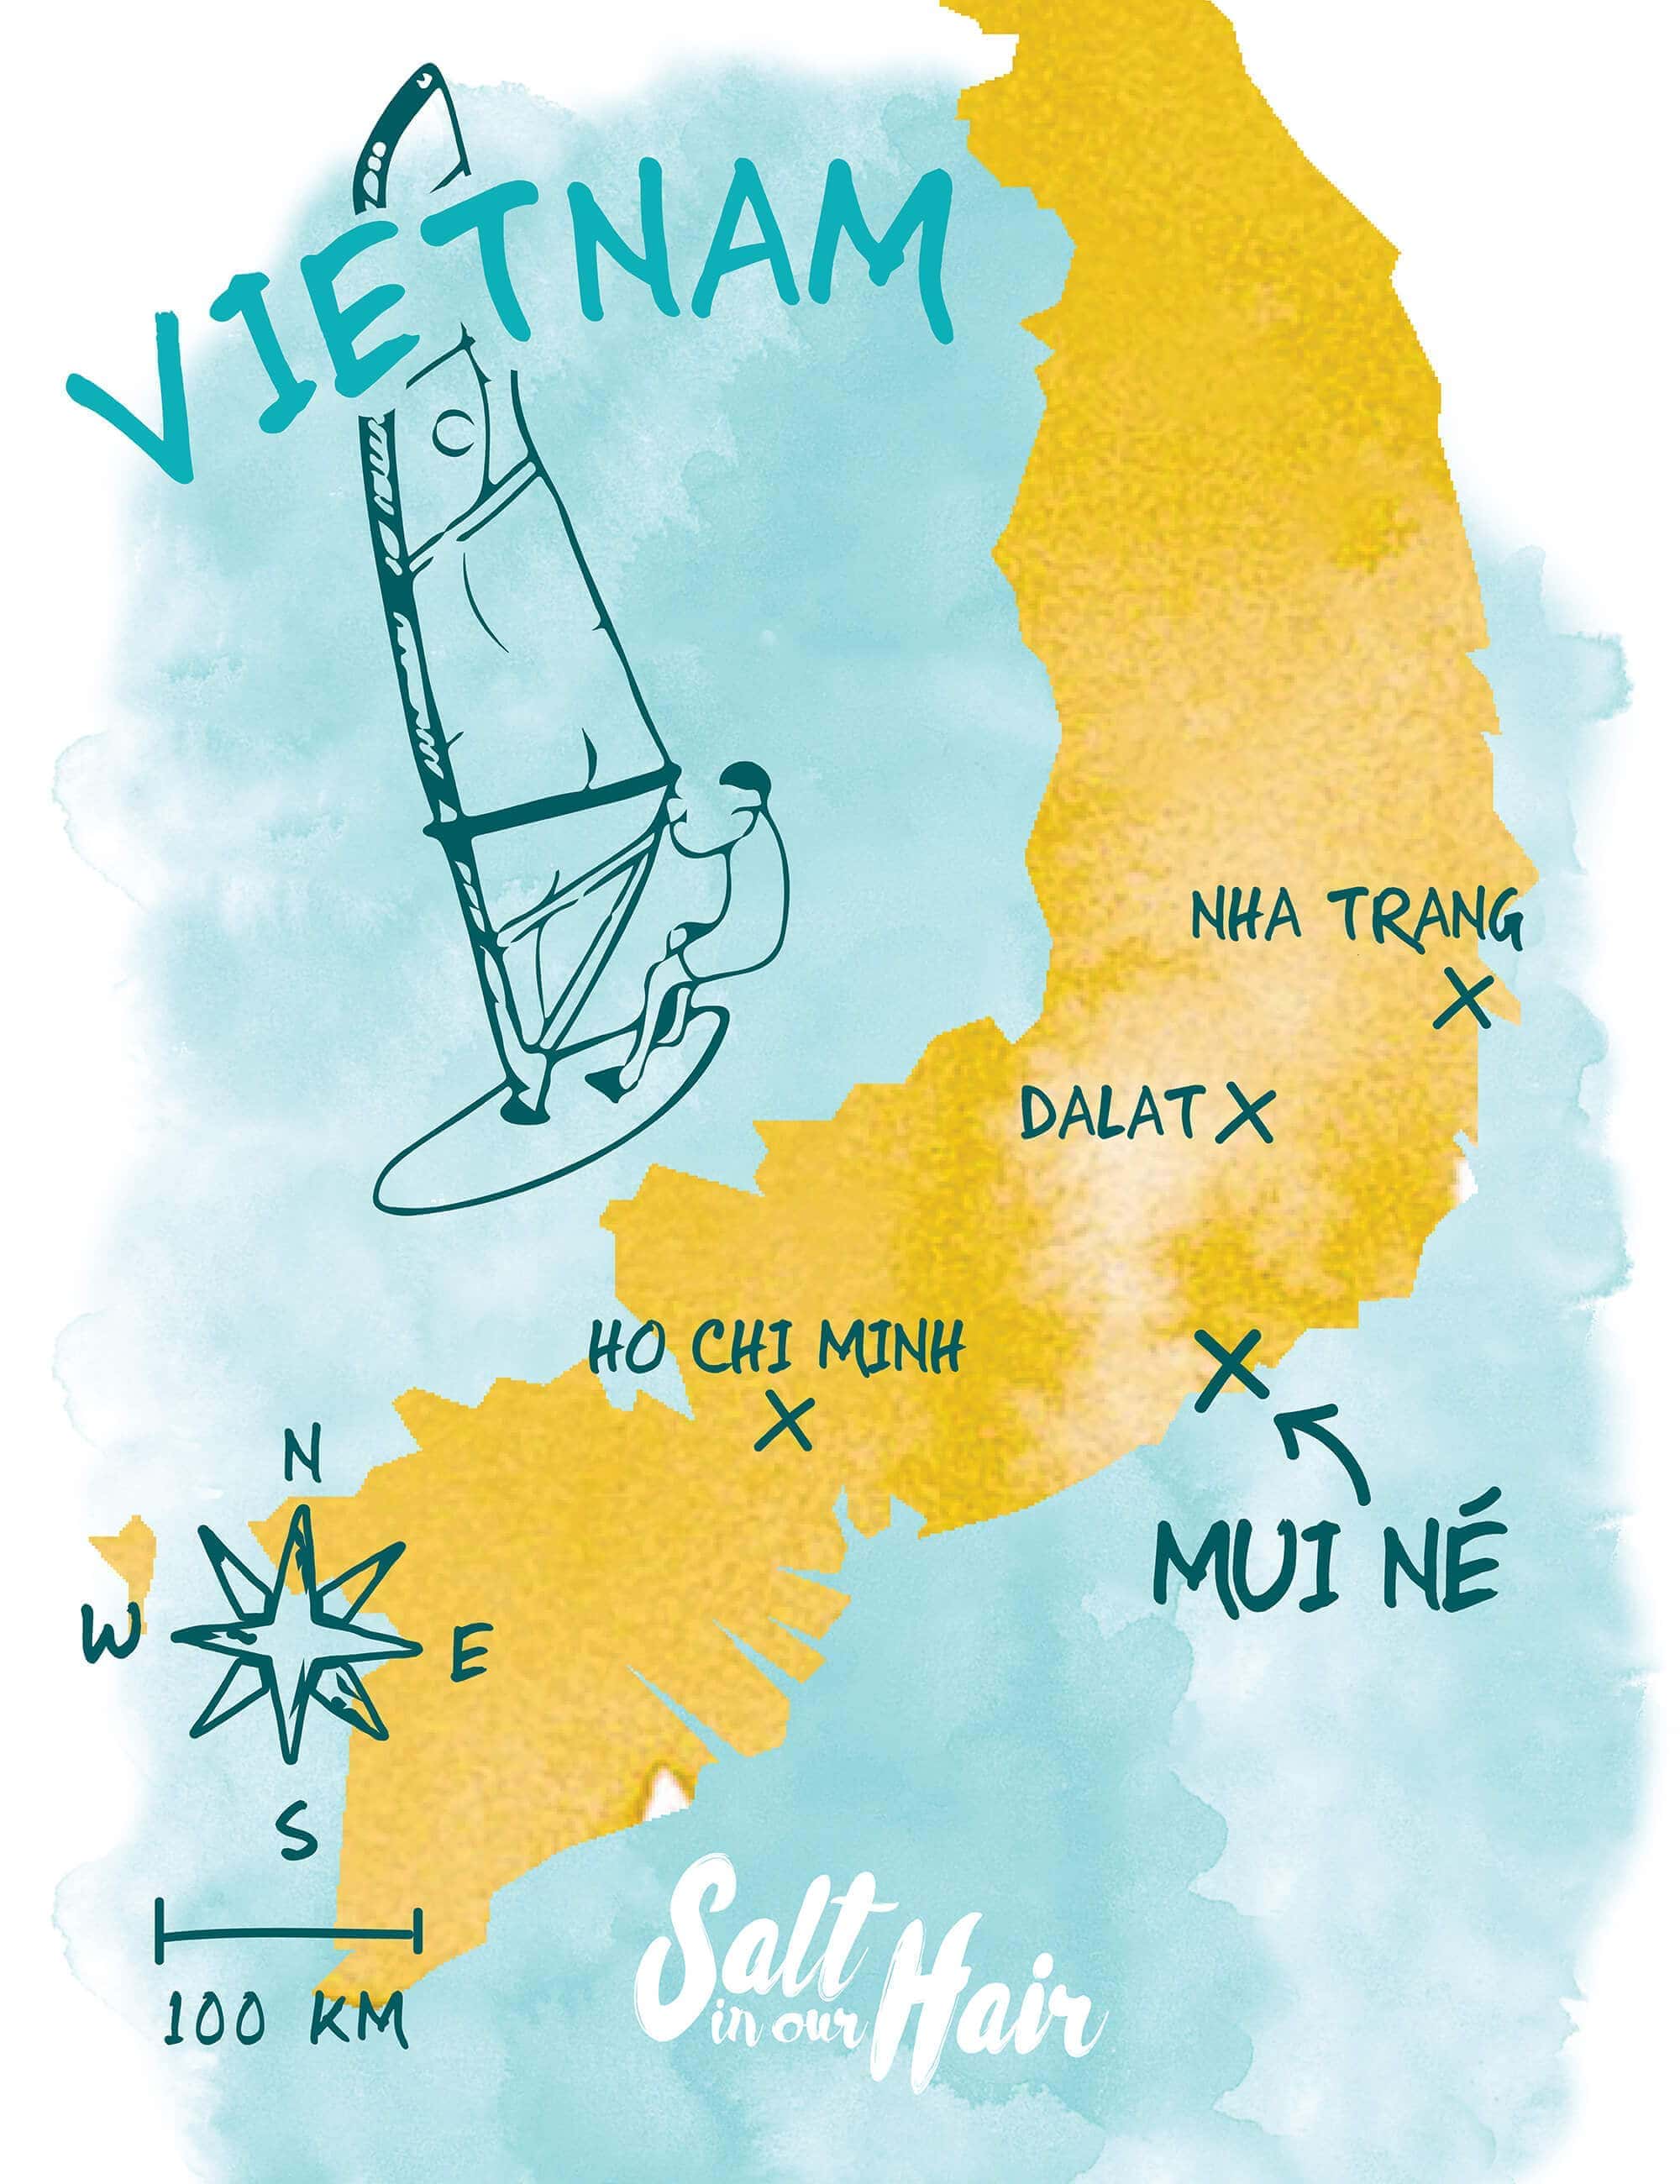 VIETNAM
NHA TRANG
DALAT
HO CHI MINH
MUI NÉ
N
W
E
S
100 KM
Salt
in our Hair